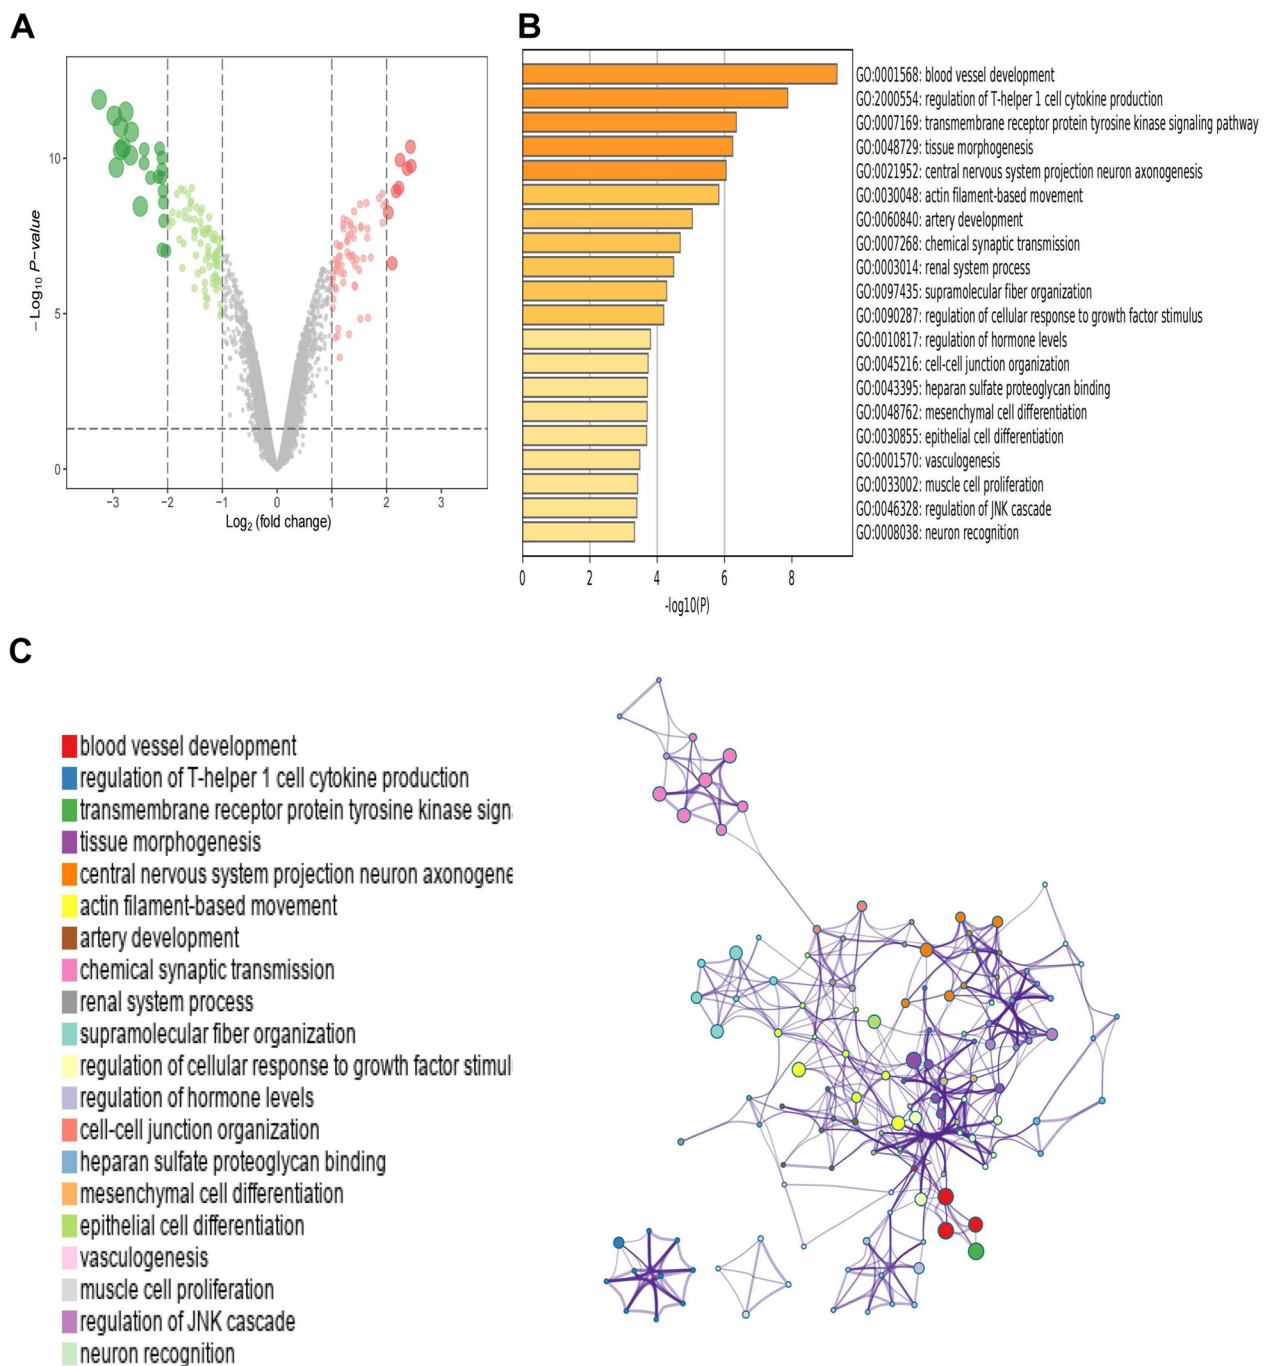 A
− Log10 P−value
10
5
0
−3
−2
−1
0
1
2
3
Log2 (fold change)
B
GO:0001568: blood vessel development
GO:2000554: regulation of T-helper 1 cell cytokine production
GO:0007169: transmembrane receptor protein tyrosine kinase signaling pathway
GO:0048729: tissue morphogenesis
GO:0021952: central nervous system projection neuron axonogenesis
GO:0030048: actin filament-based movement
GO:0060840: artery development
GO:0007268: chemical synaptic transmission
GO:0003014: renal system process
GO:0097435: supramolecular fiber organization
GO:0090287: regulation of cellular response to growth factor stimulus
GO:0010817: regulation of hormone levels
GO:0045216: cell-cell junction organization
GO:0043395: heparan sulfate proteoglycan binding
GO:0048762: mesenchymal cell differentiation
GO:0030855: epithelial cell differentiation
GO:0001570: vasculogenesis
GO:0033002: muscle cell proliferation
GO:0046328: regulation of JNK cascade
GO:0008038: neuron recognition
0
2
4
6
8
-log10(P)
C
blood vessel development
regulation of T-helper 1 cell cytokine production
transmembrane receptor protein tyrosine kinase sign
tissue morphogenesis
central nervous system projection neuron axonogene
actin filament-based movement
artery development
chemical synaptic transmission
renal system process
supramolecular fiber organization
regulation of cellular response to growth factor stimul
regulation of hormone levels
cell-cell junction organization
heparan sulfate proteoglycan binding
mesenchymal cell differentiation
epithelial cell differentiation
vasculogenesis
muscle cell proliferation
regulation of JNK cascade
neuron recognition